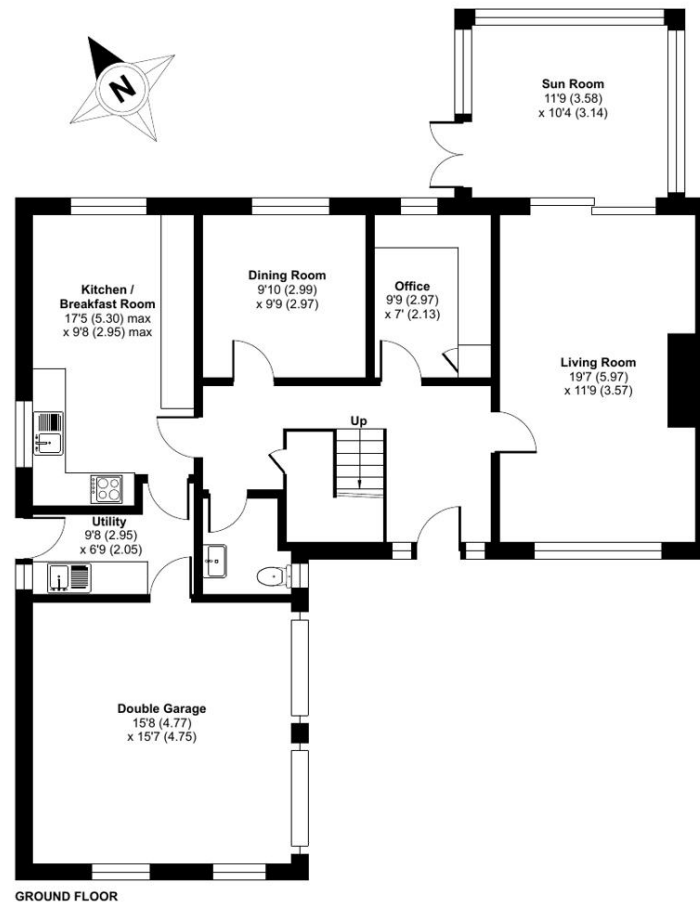 N
Sun Room
11'9 (3.58)
x 10'4 (3.14)
Kitchen /
Breakfast Room
17'5 (5.30) max
x 9'8 (2.95) max
Dining Room
9'10 (2.99)
x 9'9 (2.97)
Office
9'9 (2.97)
x 7' (2.13)
Living Room
19'7 (5.97)
x 11'9 (3.57)
Up
Utility
9'8 (2.95)
x 6'9 (2.05)
Double Garage
15'8 (4.77)
x 15'7 (4.75)
GROUND FLOOR